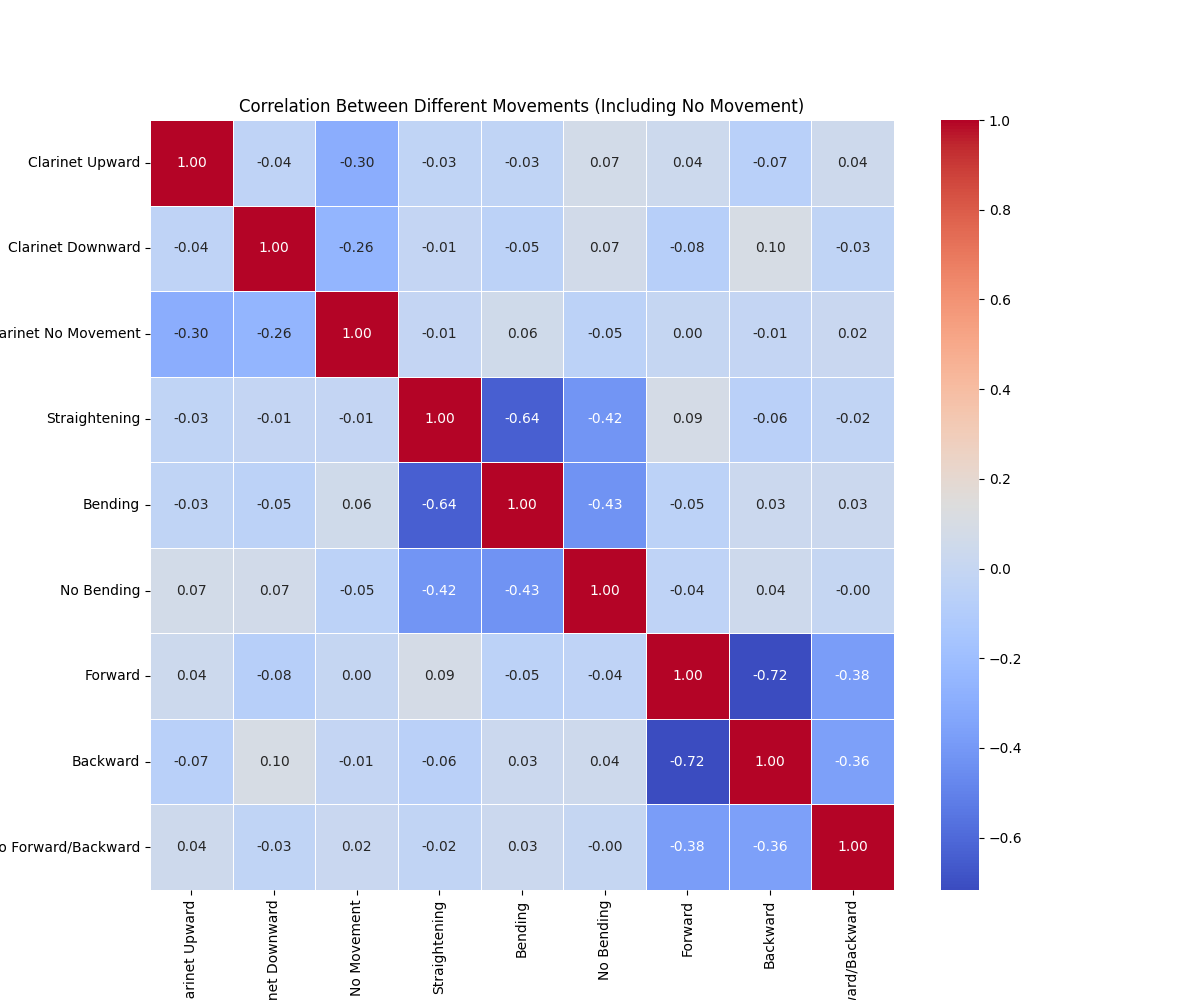 Correlation Between Different Movements (Including No Movement)
Clarinet Upward 1.00 -0.04 -0.30 -0.03 -0.03 0.07 0.04 -0.07 0.04
Clarinet Downward -0.04 1.00 -0.26 -0.01 -0.05 0.07 -0.08 0.10 -0.03
arinet No Movement -0.30 -0.26 1.00 -0.01 0.06 -0.05 0.00 -0.01 0.02
Straightening -0.03 -0.01 -0.01 1.00 -0.64 -0.42 0.09 -0.06 -0.02
Bending -0.03 -0.05 0.06 -0.64 1.00 -0.43 -0.05 0.03 0.03
No Bending 0.07 0.07 -0.05 -0.42 -0.43 1.00 -0.04 0.04 -0.00
Forward 0.04 -0.08 0.00 0.09 -0.05 -0.04 1.00 -0.72 -0.38
Backward -0.07 0.10 -0.01 -0.06 0.03 0.04 -0.72 1.00 -0.36
o Forward/Backward 0.04 -0.03 0.02 -0.02 0.03 -0.00 -0.38 -0.36 1.00
arinet Upward
net Downward
No Movement
Straightening
Bending
No Bending
Forward
Backward
ward/Backward
1.0
0.8
0.6
0.4
0.2
0.0
−0.2
−0.4
−0.6